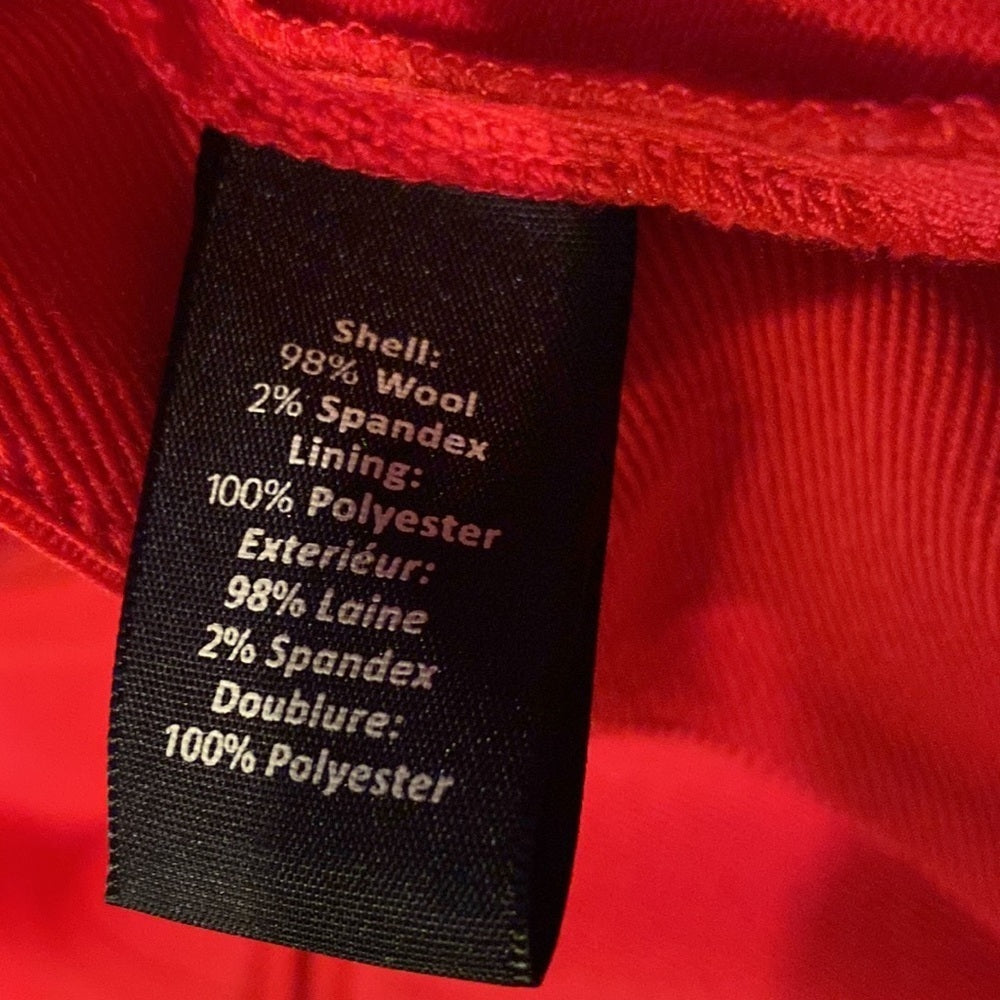 Shell:
98% Wool
2% Spandex
Lining:
100% Polyester
Exteriéur:
98% Laine
2% Spandex
Doublure:
100% Polyester